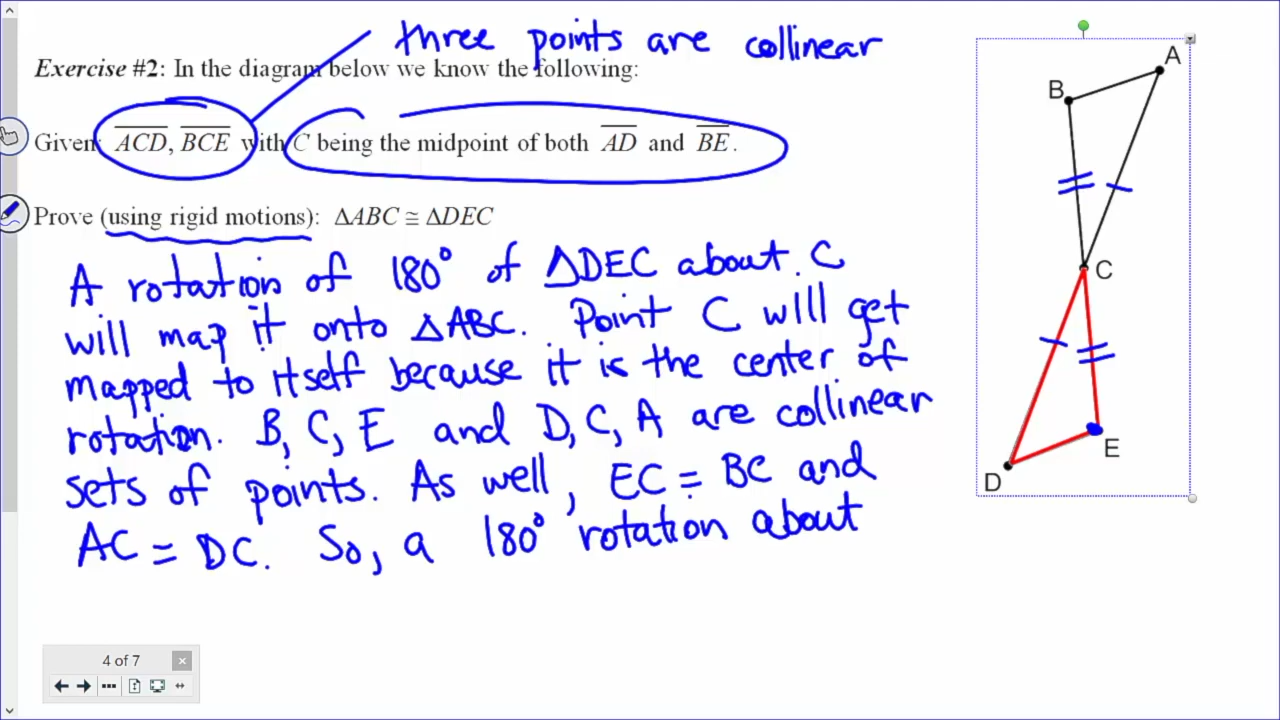 three points are collinear
Exercise #2: In the diagram below we know the following:
Given: ACD, BCE with C being the midpoint of both AD and BE.
Prove (using rigid motions): ΔABC ≅ ΔDEC
A rotation of 180° of ΔDEC about C
will map it onto ΔABC. Point C will get
mapped to itself because it is the center of
rotation. B, C, E and D, C, A are collinear
sets of points. As well, EC = BC and
AC = DC. So, a 180° rotation about
A
B
C
E
D
4 of 7